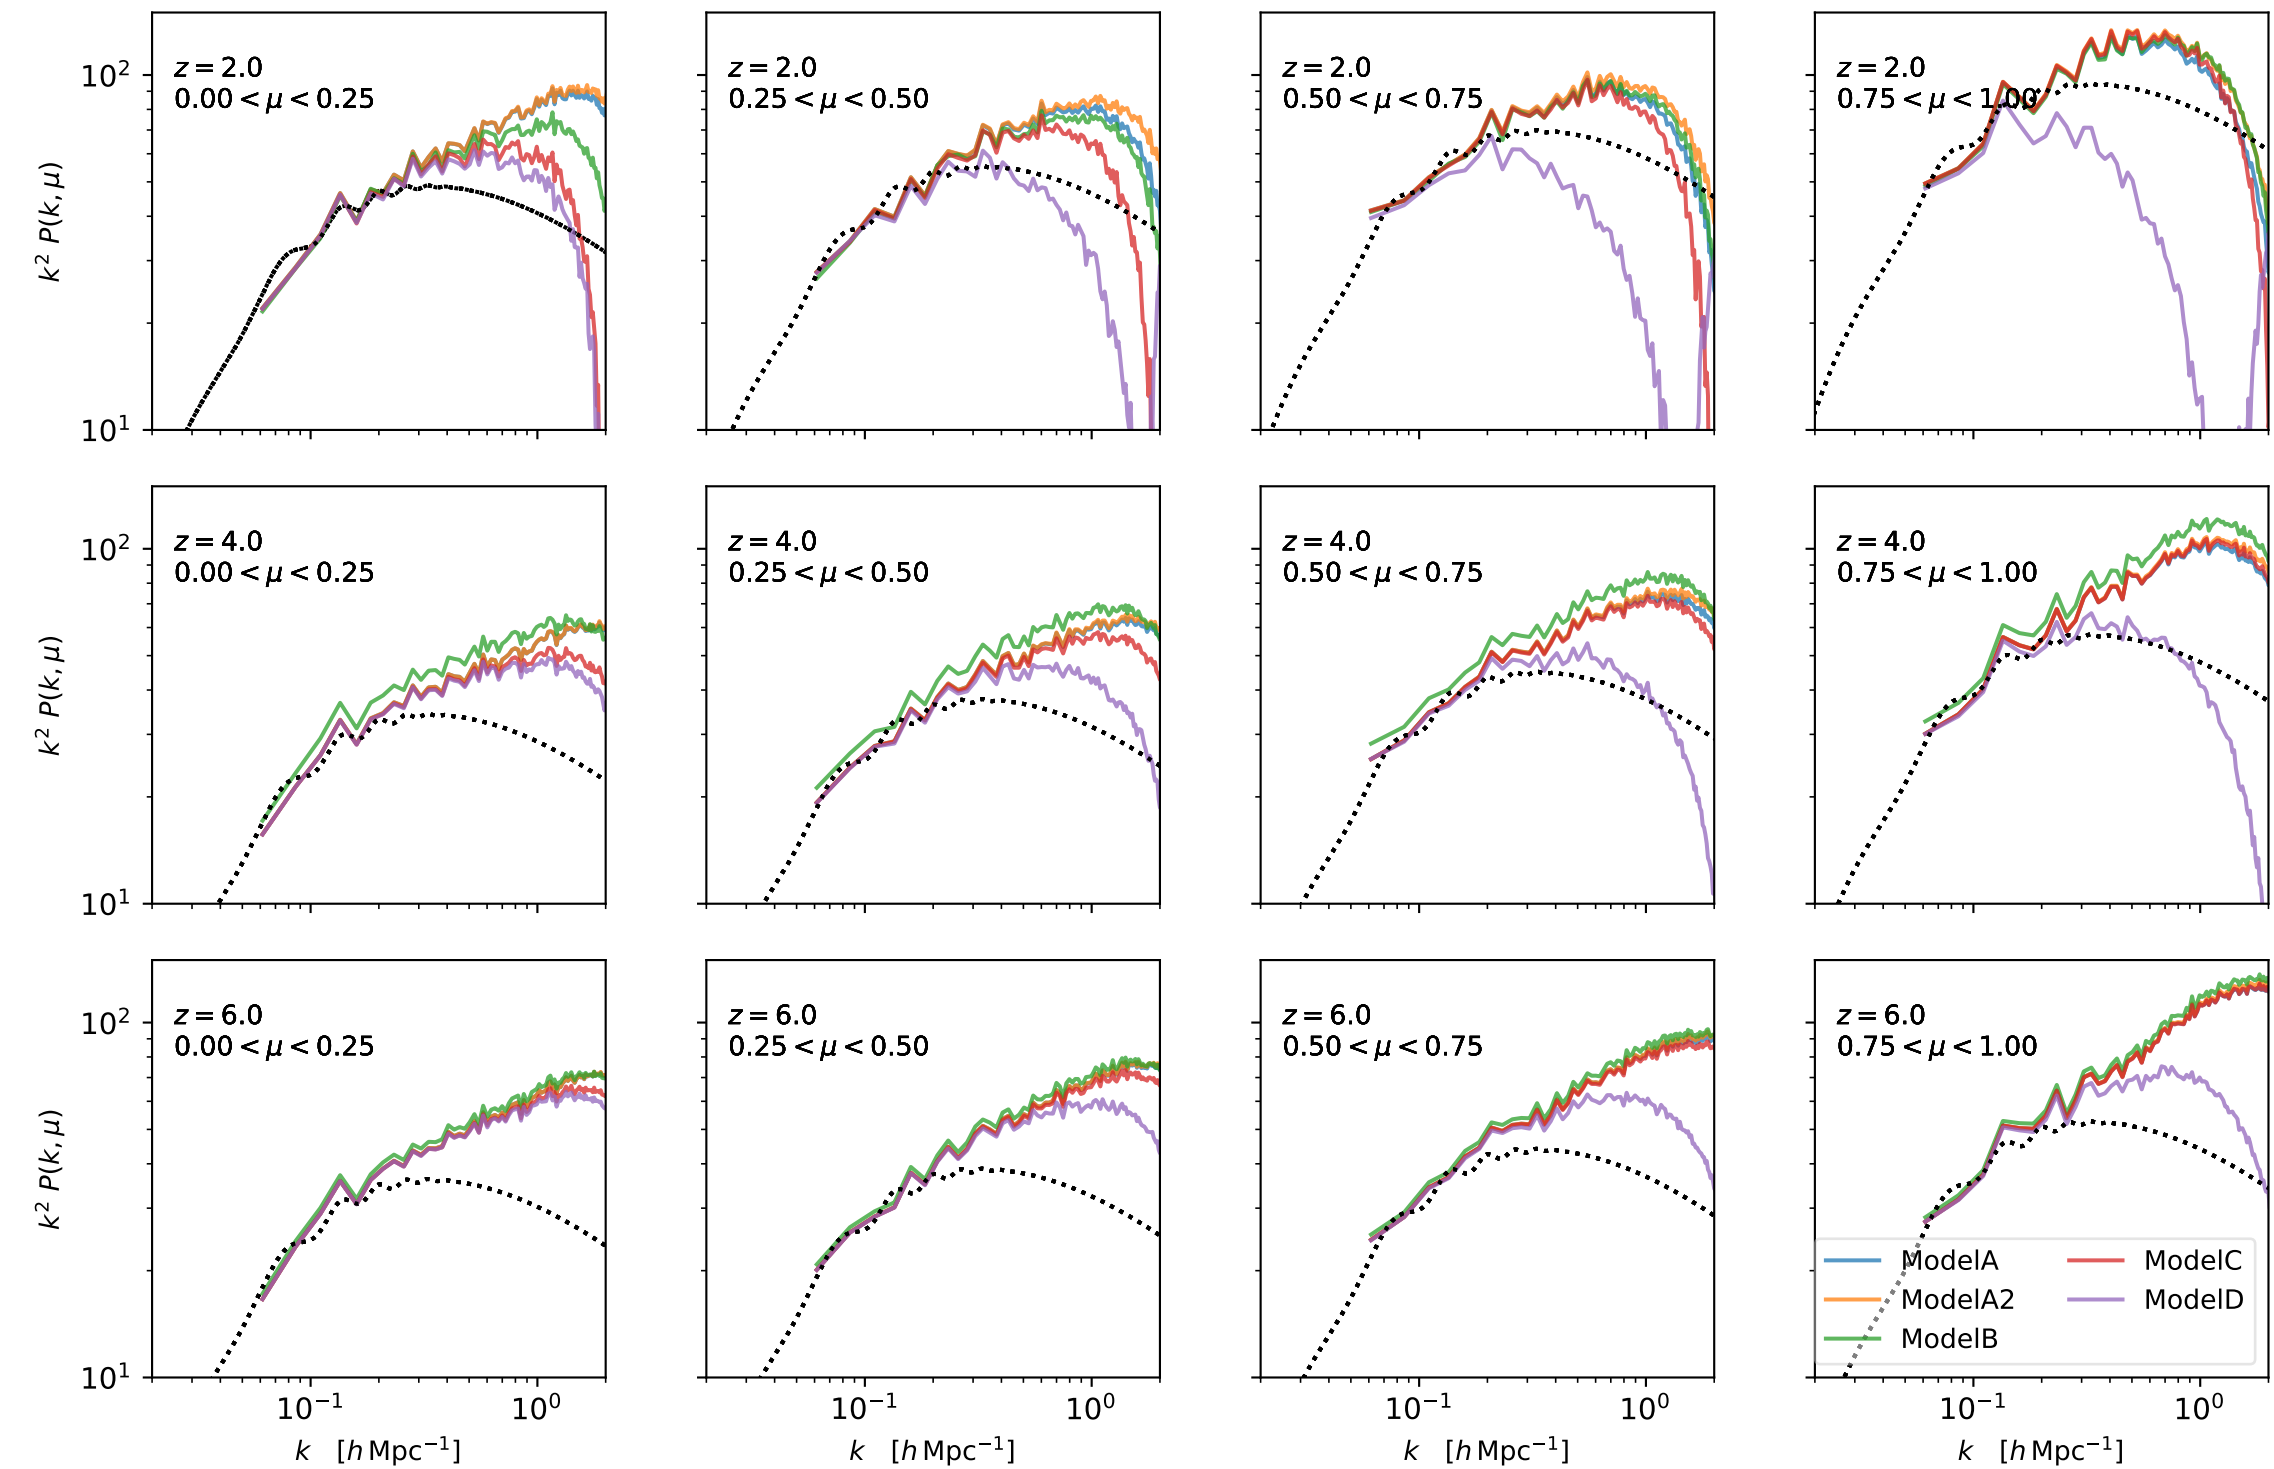 z = 2.0
0.00 < μ < 0.25
z = 2.0
0.25 < μ < 0.50
z = 2.0
0.50 < μ < 0.75
z = 2.0
0.75 < μ < 1.00
10²
10¹
k² P(k, μ)
z = 4.0
0.00 < μ < 0.25
z = 4.0
0.25 < μ < 0.50
z = 4.0
0.50 < μ < 0.75
z = 4.0
0.75 < μ < 1.00
10²
10¹
k² P(k, μ)
z = 6.0
0.00 < μ < 0.25
z = 6.0
0.25 < μ < 0.50
z = 6.0
0.50 < μ < 0.75
z = 6.0
0.75 < μ < 1.00
10²
10¹
k² P(k, μ)
ModelA
ModelA2
ModelB
ModelC
ModelD
10⁻¹ 10⁰
10⁻¹ 10⁰
10⁻¹ 10⁰
10⁻¹ 10⁰
k [h Mpc⁻¹]
k [h Mpc⁻¹]
k [h Mpc⁻¹]
k [h Mpc⁻¹]